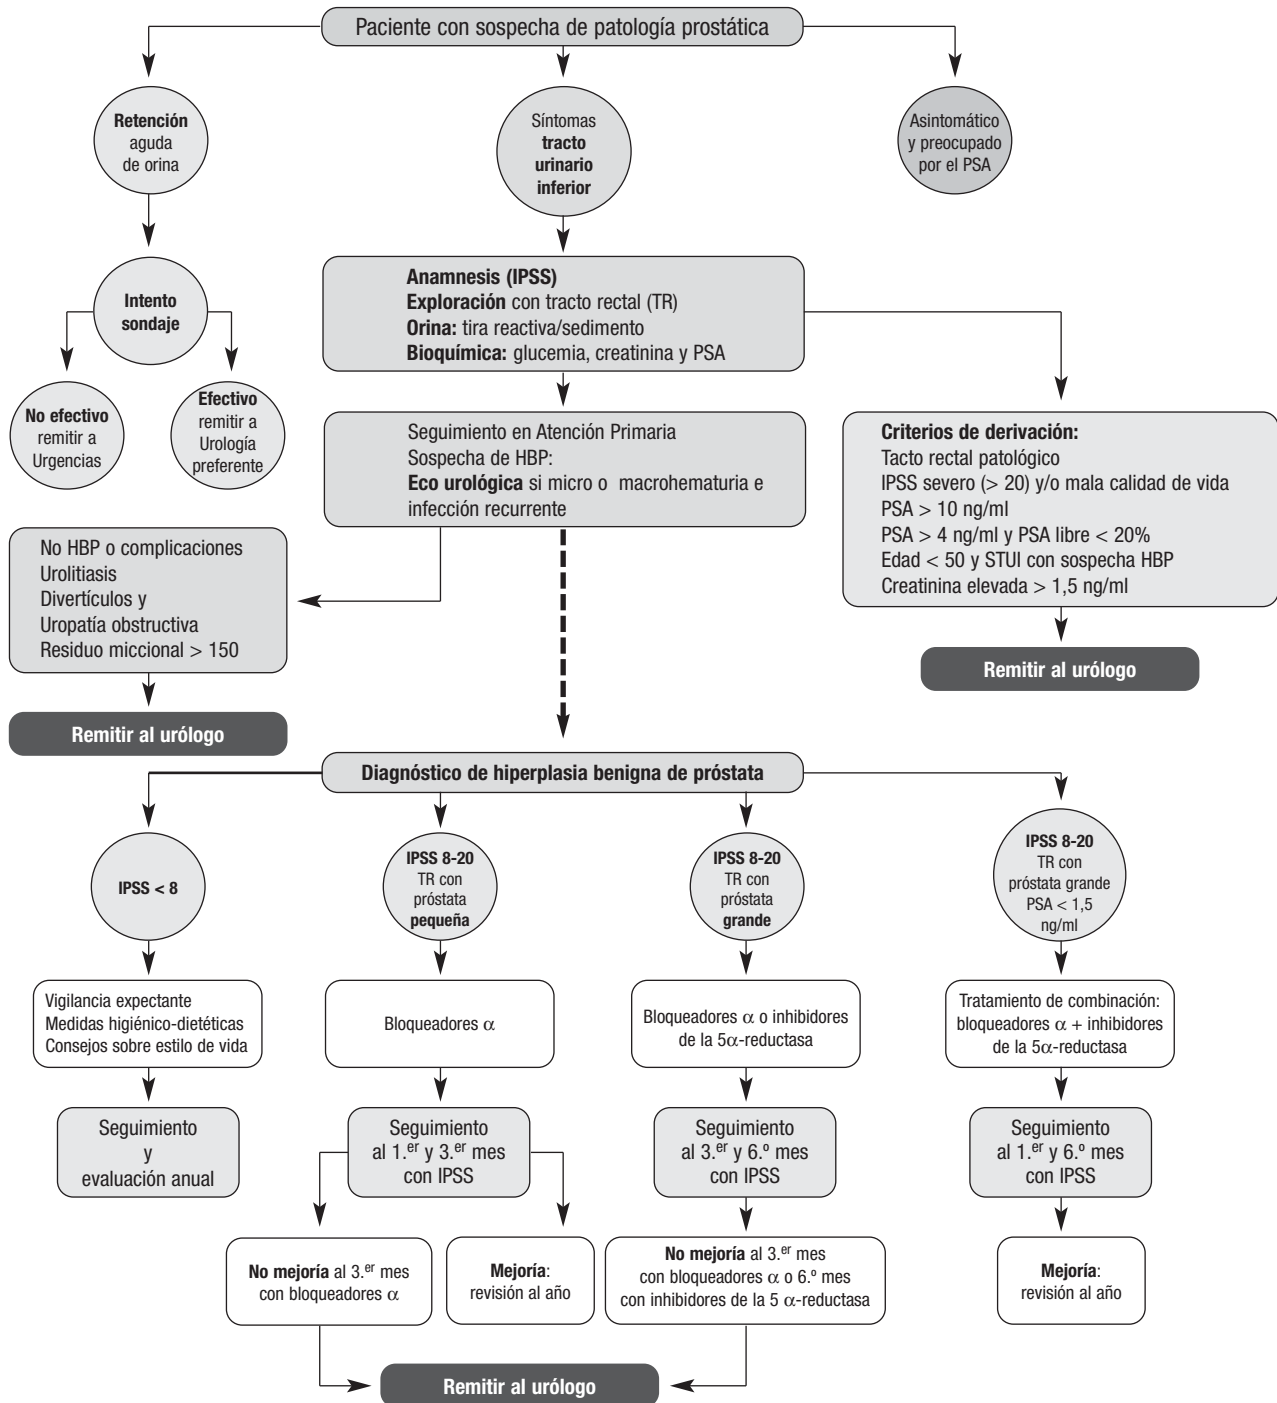 Paciente con sospecha de patología prostática
Retención
aguda
de orina
Síntomas
tracto
urinario
inferior
Asintomático
y preocupado
por el PSA
Intento
sondaje
No efectivo
remitir a
Urgencias
Efectivo
remitir a
Urología
preferente
Anamnesis (IPSS)
Exploración con tracto rectal (TR)
Orina: tira reactiva/sedimento
Bioquímica: glucemia, creatinina y PSA
Seguimiento en Atención Primaria
Sospecha de HBP:
Eco urológica si micro o macrohematuria e
infección recurrente
Criterios de derivación:
Tacto rectal patológico
IPSS severo (> 20) y/o mala calidad de vida
PSA > 10 ng/ml
PSA > 4 ng/ml y PSA libre < 20%
Edad < 50 y STUI con sospecha HBP
Creatinina elevada > 1,5 ng/ml
Remitir al urólogo
No HBP o complicaciones
Urolitiasis
Divertículos y
Uropatía obstructiva
Residuo miccional > 150
Remitir al urólogo
Diagnóstico de hiperplasia benigna de próstata
IPSS < 8
IPSS 8-20
TR con
próstata
pequeña
IPSS 8-20
TR con
próstata
grande
IPSS 8-20
TR con
próstata grande
PSA < 1,5
ng/ml
Vigilancia expectante
Medidas higiénico-dietéticas
Consejos sobre estilo de vida
Bloqueadores α
Bloqueadores α o inhibidores
de la 5α-reductasa
Tratamiento de combinación:
bloqueadores α + inhibidores
de la 5α-reductasa
Seguimiento
y
evaluación anual
Seguimiento
al 1.er y 3.er mes
con IPSS
Seguimiento
al 3.er y 6.º mes
con IPSS
Seguimiento
al 1.er y 6.º mes
con IPSS
No mejoría al 3.er mes
con bloqueadores α
Mejoría:
revisión al año
No mejoría al 3.er mes
con bloqueadores α o 6.º mes
con inhibidores de la 5 α-reductasa
Mejoría:
revisión al año
Remitir al urólogo